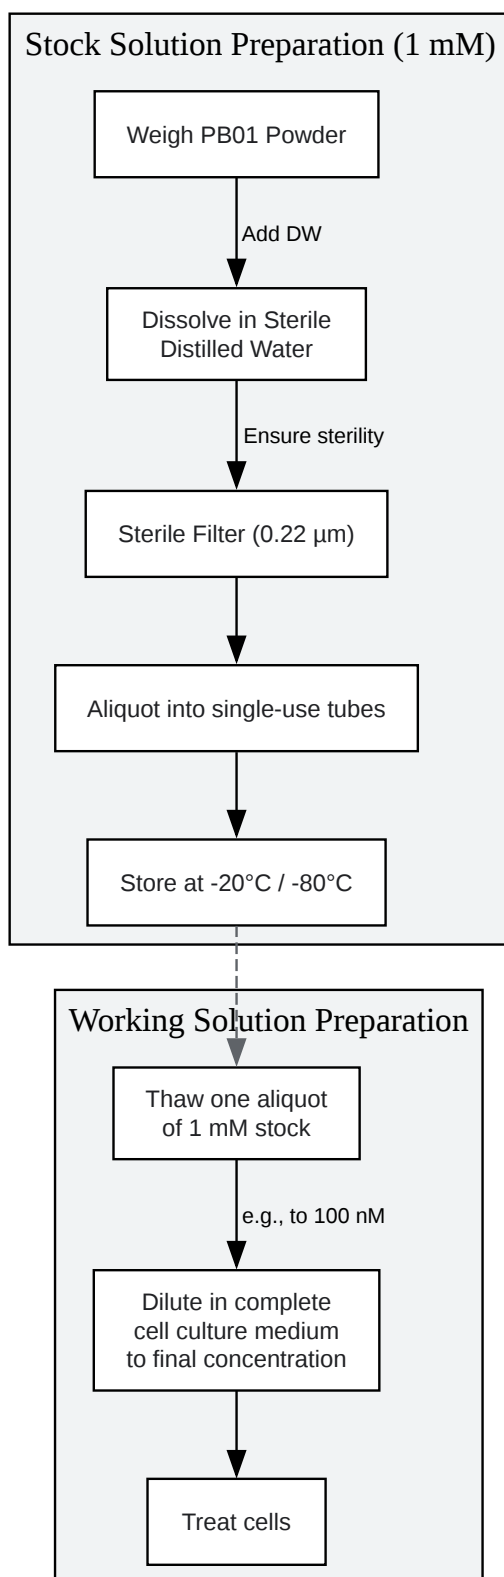 Stock Solution Preparation (1 mM)
Weigh PB01 Powder
Add DW
Dissolve in Sterile
Distilled Water
Ensure sterility
Sterile Filter (0.22 µm)
Aliquot into single-use tubes
Store at -20°C / -80°C
Working Solution Preparation
Thaw one aliquot
of 1 mM stock
e.g., to 100 nM
Dilute in complete
cell culture medium
to final concentration
Treat cells